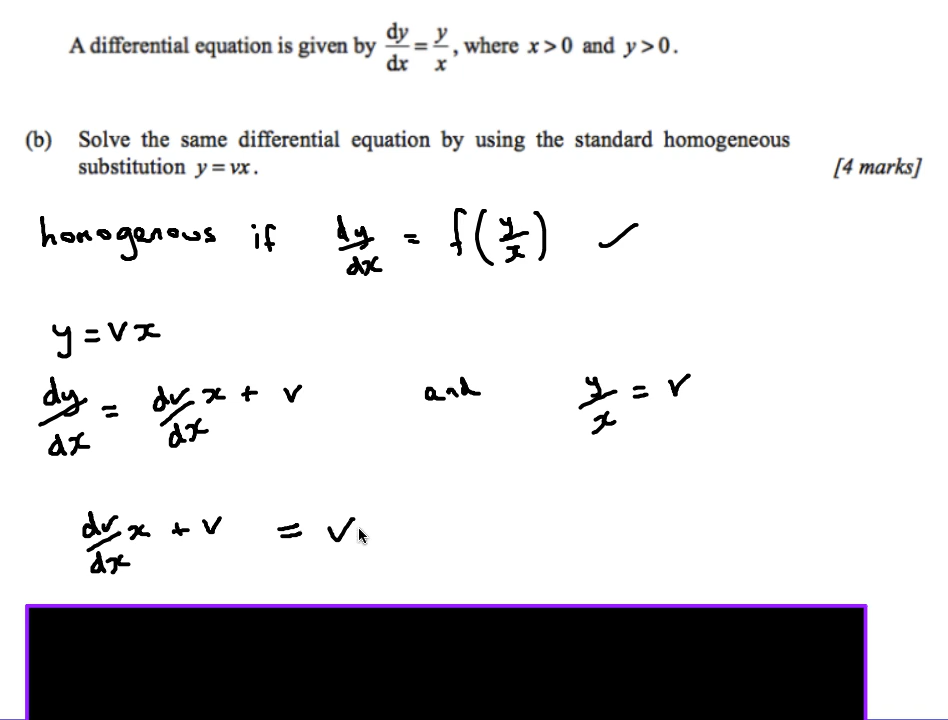 A differential equation is given by dy/dx = y/x, where x > 0 and y > 0.
(b) Solve the same differential equation by using the standard homogeneous
substitution y = vx. [4 marks]
homogenous if dy/dx = f(y/x) ✓
y = vx
dy/dx = dv/dx x + v and y/x = v
dv/dx x + v = v